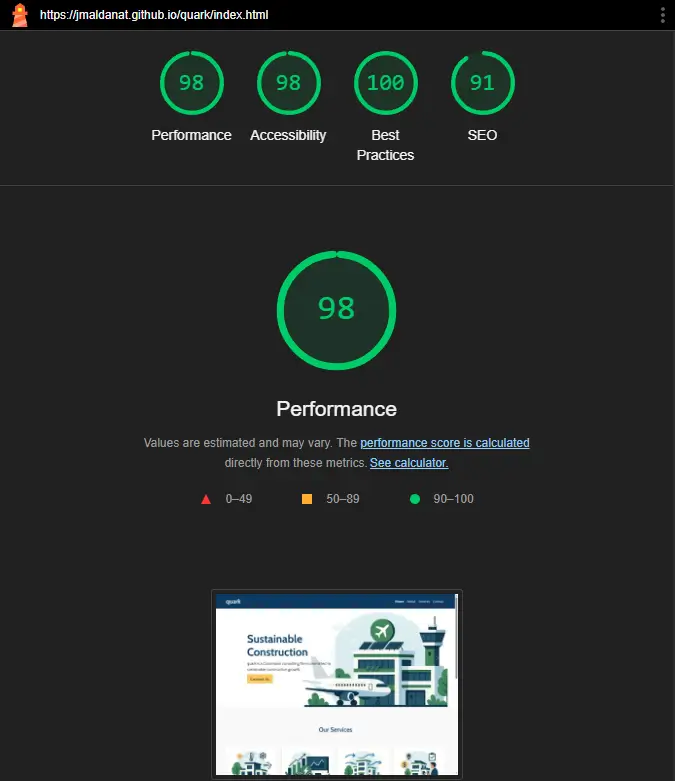 https://jmaldanat.github.io/quark/index.html
98
98
100
91
Performance
Accessibility
Best
Practices
SEO
98
Performance
Values are estimated and may vary. The performance score is calculated
directly from these metrics. See calculator.
0–49
50–89
90–100
quark
Sustainable
Construction
Our Services